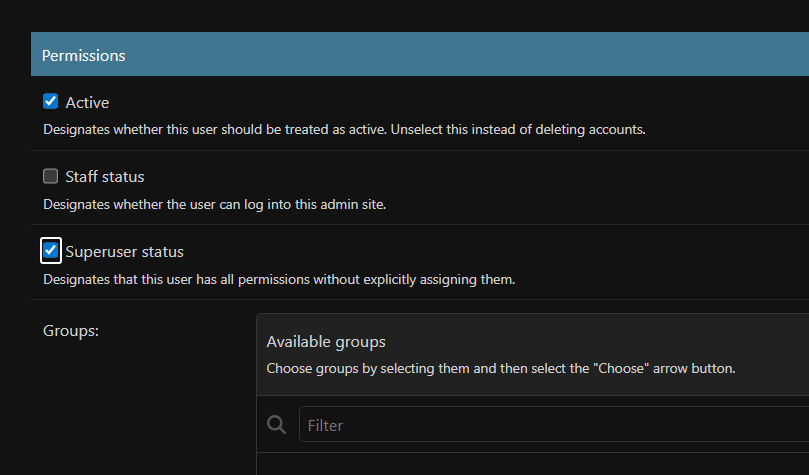 Permissions
Active
Designates whether this user should be treated as active. Unselect this instead of deleting accounts.
Staff status
Designates whether the user can log into this admin site.
Superuser status
Designates that this user has all permissions without explicitly assigning them.
Groups:
Available groups
Choose groups by selecting them and then select the "Choose" arrow button.
Filter